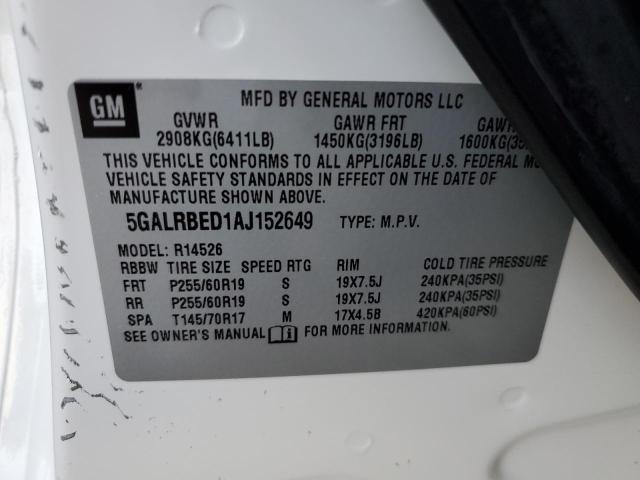 GM
MFD BY GENERAL MOTORS LLC
GVWR GAWR FRT
2908KG(6411LB) 1450KG(3196LB)
THIS VEHICLE CONFORMS TO ALL APPLICABLE U.S. FEDERAL
VEHICLE SAFETY STANDARDS IN EFFECT ON THE DATE OF
MANUFACTURE SHOWN ABOVE.
5GALRBED1AJ152649 TYPE: M.P.V.
MODEL: R14526
RBBW TIRE SIZE SPEED RTG RIM COLD TIRE PRESSURE
FRT P255/60R19 S 19X7.5J 240KPA(35PSI)
RR P255/60R19 S 19X7.5J 240KPA(35PSI)
SPA T145/70R17 M 17X4.5B 420KPA(60PSI)
SEE OWNER'S MANUAL FOR MORE INFORMATION.